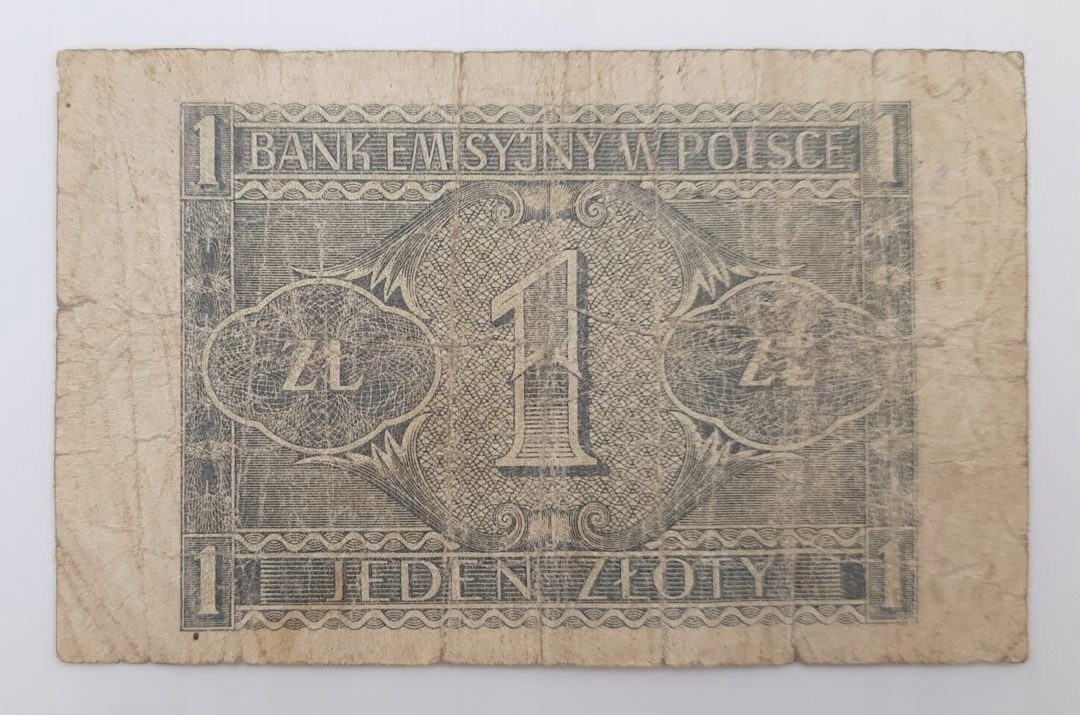 1 BANK EMISYJNY W POLSCE 1
ZŁ 1 ZŁ
1 JEDEN ZŁOTY 1